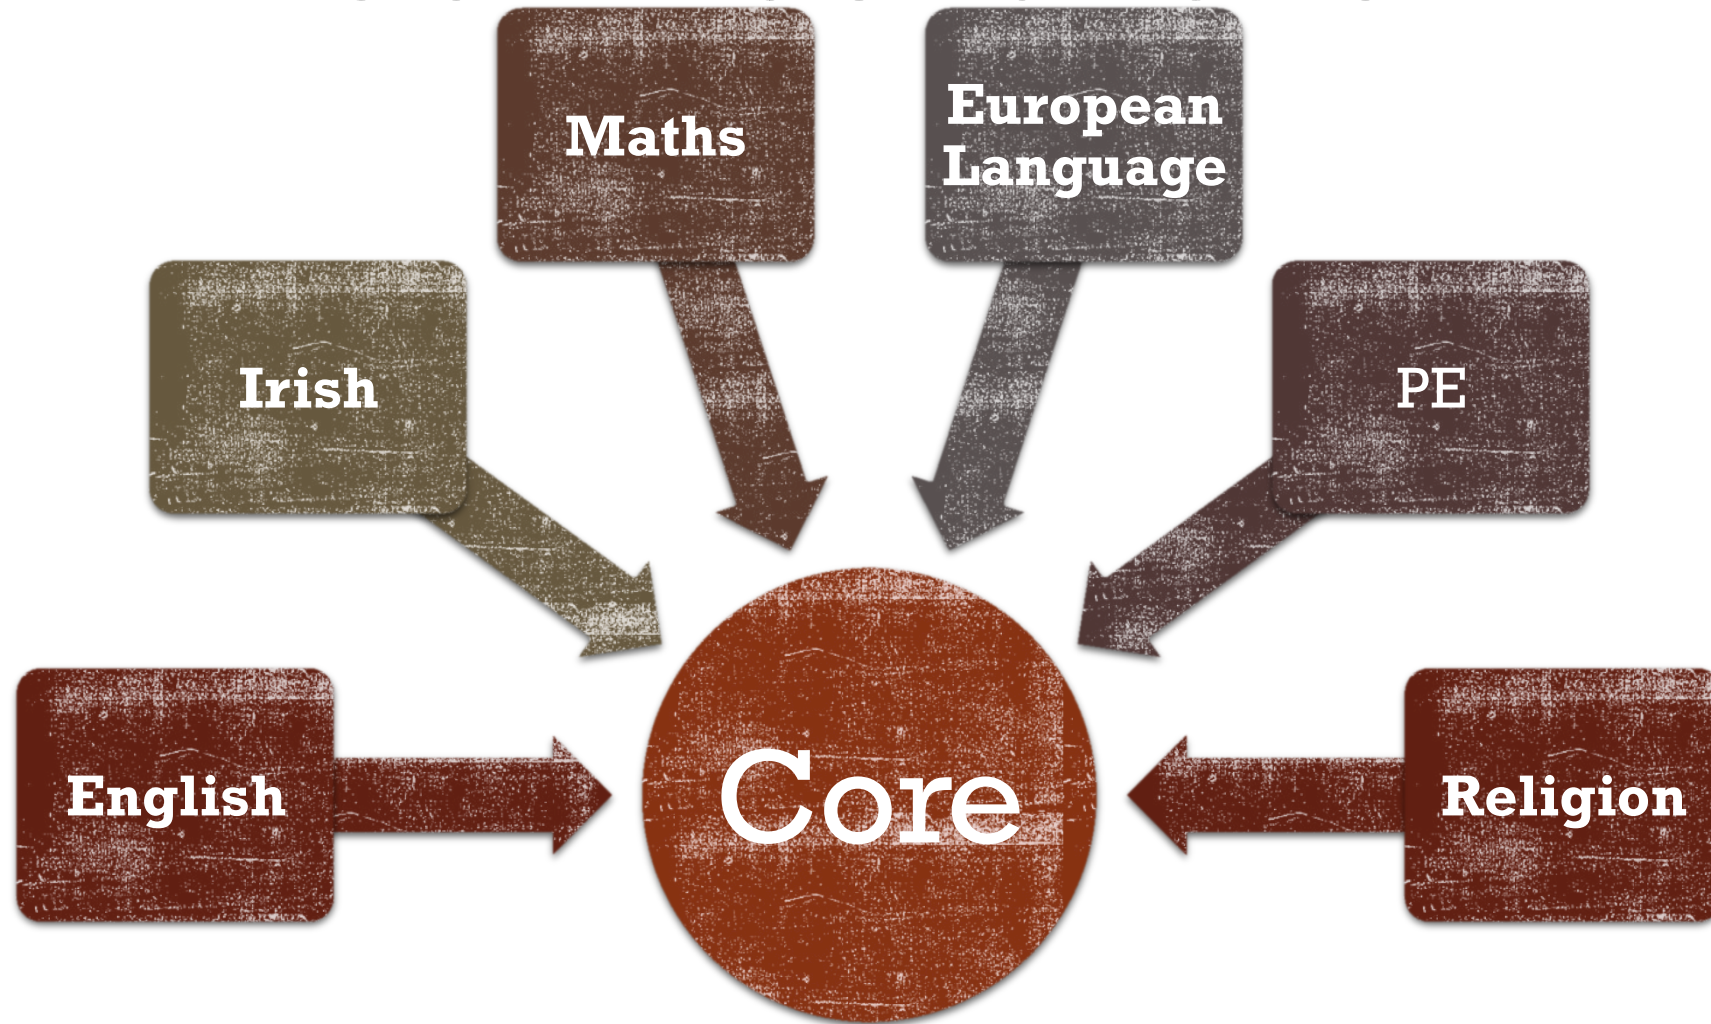 Maths
European
Language
Irish
PE
English
Core
Religion